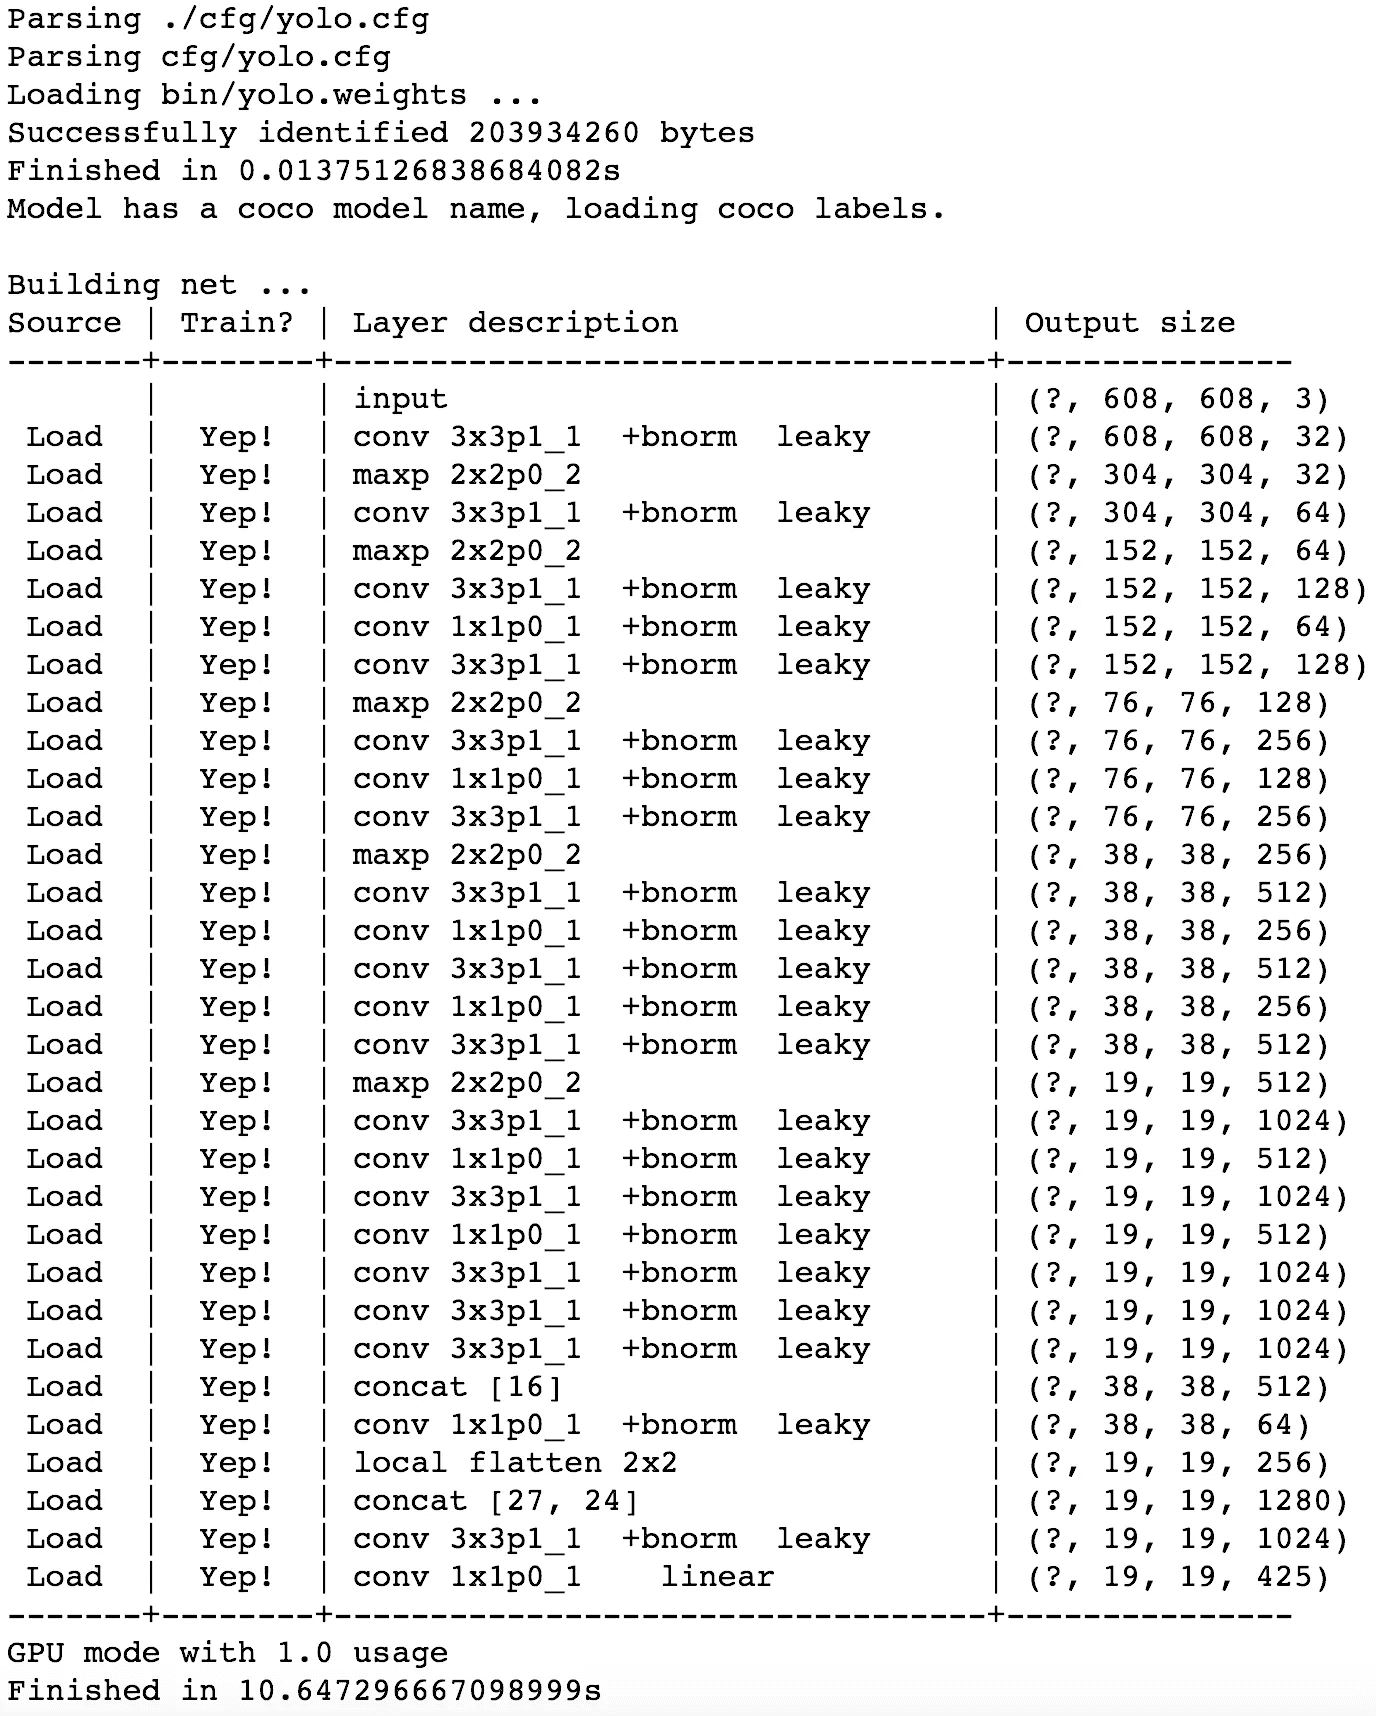 Parsing ./cfg/yolo.cfg
Parsing cfg/yolo.cfg
Loading bin/yolo.weights ...
Successfully identified 203934260 bytes
Finished in 0.01375126838684082s
Model has a coco model name, loading coco labels.

Building net ...
Source | Train? | Layer description                | Output size
-------+--------+----------------------------------+---------------
       |        | input                            | (?, 608, 608, 3)
 Load  |  Yep!  | conv 3x3p1_1  +bnorm  leaky      | (?, 608, 608, 32)
 Load  |  Yep!  | maxp 2x2p0_2                     | (?, 304, 304, 32)
 Load  |  Yep!  | conv 3x3p1_1  +bnorm  leaky      | (?, 304, 304, 64)
 Load  |  Yep!  | maxp 2x2p0_2                     | (?, 152, 152, 64)
 Load  |  Yep!  | conv 3x3p1_1  +bnorm  leaky      | (?, 152, 152, 128)
 Load  |  Yep!  | conv 1x1p0_1  +bnorm  leaky      | (?, 152, 152, 64)
 Load  |  Yep!  | conv 3x3p1_1  +bnorm  leaky      | (?, 152, 152, 128)
 Load  |  Yep!  | maxp 2x2p0_2                     | (?, 76, 76, 128)
 Load  |  Yep!  | conv 3x3p1_1  +bnorm  leaky      | (?, 76, 76, 256)
 Load  |  Yep!  | conv 1x1p0_1  +bnorm  leaky      | (?, 76, 76, 128)
 Load  |  Yep!  | conv 3x3p1_1  +bnorm  leaky      | (?, 76, 76, 256)
 Load  |  Yep!  | maxp 2x2p0_2                     | (?, 38, 38, 256)
 Load  |  Yep!  | conv 3x3p1_1  +bnorm  leaky      | (?, 38, 38, 512)
 Load  |  Yep!  | conv 1x1p0_1  +bnorm  leaky      | (?, 38, 38, 256)
 Load  |  Yep!  | conv 3x3p1_1  +bnorm  leaky      | (?, 38, 38, 512)
 Load  |  Yep!  | conv 1x1p0_1  +bnorm  leaky      | (?, 38, 38, 256)
 Load  |  Yep!  | conv 3x3p1_1  +bnorm  leaky      | (?, 38, 38, 512)
 Load  |  Yep!  | maxp 2x2p0_2                     | (?, 19, 19, 512)
 Load  |  Yep!  | conv 3x3p1_1  +bnorm  leaky      | (?, 19, 19, 1024)
 Load  |  Yep!  | conv 1x1p0_1  +bnorm  leaky      | (?, 19, 19, 512)
 Load  |  Yep!  | conv 3x3p1_1  +bnorm  leaky      | (?, 19, 19, 1024)
 Load  |  Yep!  | conv 1x1p0_1  +bnorm  leaky      | (?, 19, 19, 512)
 Load  |  Yep!  | conv 3x3p1_1  +bnorm  leaky      | (?, 19, 19, 1024)
 Load  |  Yep!  | conv 3x3p1_1  +bnorm  leaky      | (?, 19, 19, 1024)
 Load  |  Yep!  | conv 3x3p1_1  +bnorm  leaky      | (?, 19, 19, 1024)
 Load  |  Yep!  | concat [16]                      | (?, 38, 38, 512)
 Load  |  Yep!  | conv 1x1p0_1  +bnorm  leaky      | (?, 38, 38, 64)
 Load  |  Yep!  | local flatten 2x2                | (?, 19, 19, 256)
 Load  |  Yep!  | concat [27, 24]                  | (?, 19, 19, 1280)
 Load  |  Yep!  | conv 3x3p1_1  +bnorm  leaky      | (?, 19, 19, 1024)
 Load  |  Yep!  | conv 1x1p0_1    linear           | (?, 19, 19, 425)
-------+--------+----------------------------------+---------------
GPU mode with 1.0 usage
Finished in 10.647296667098999s